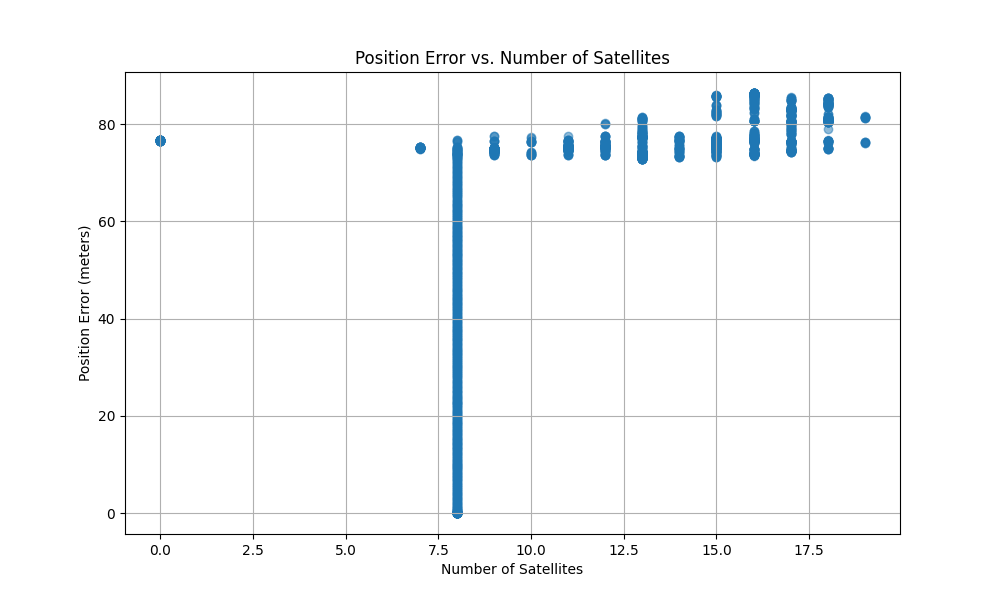 Position Error vs. Number of Satellites
Position Error (meters)
80
60
40
20
0
0.0 2.5 5.0 7.5 10.0 12.5 15.0 17.5
Number of Satellites